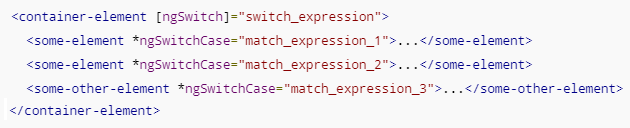 <container-element [ngSwitch]="switch_expression">
<some-element *ngSwitchCase="match_expression_1">...</some-element>
<some-element *ngSwitchCase="match_expression_2">...</some-element>
<some-other-element *ngSwitchCase="match_expression_3">...</some-other-element>
</container-element>